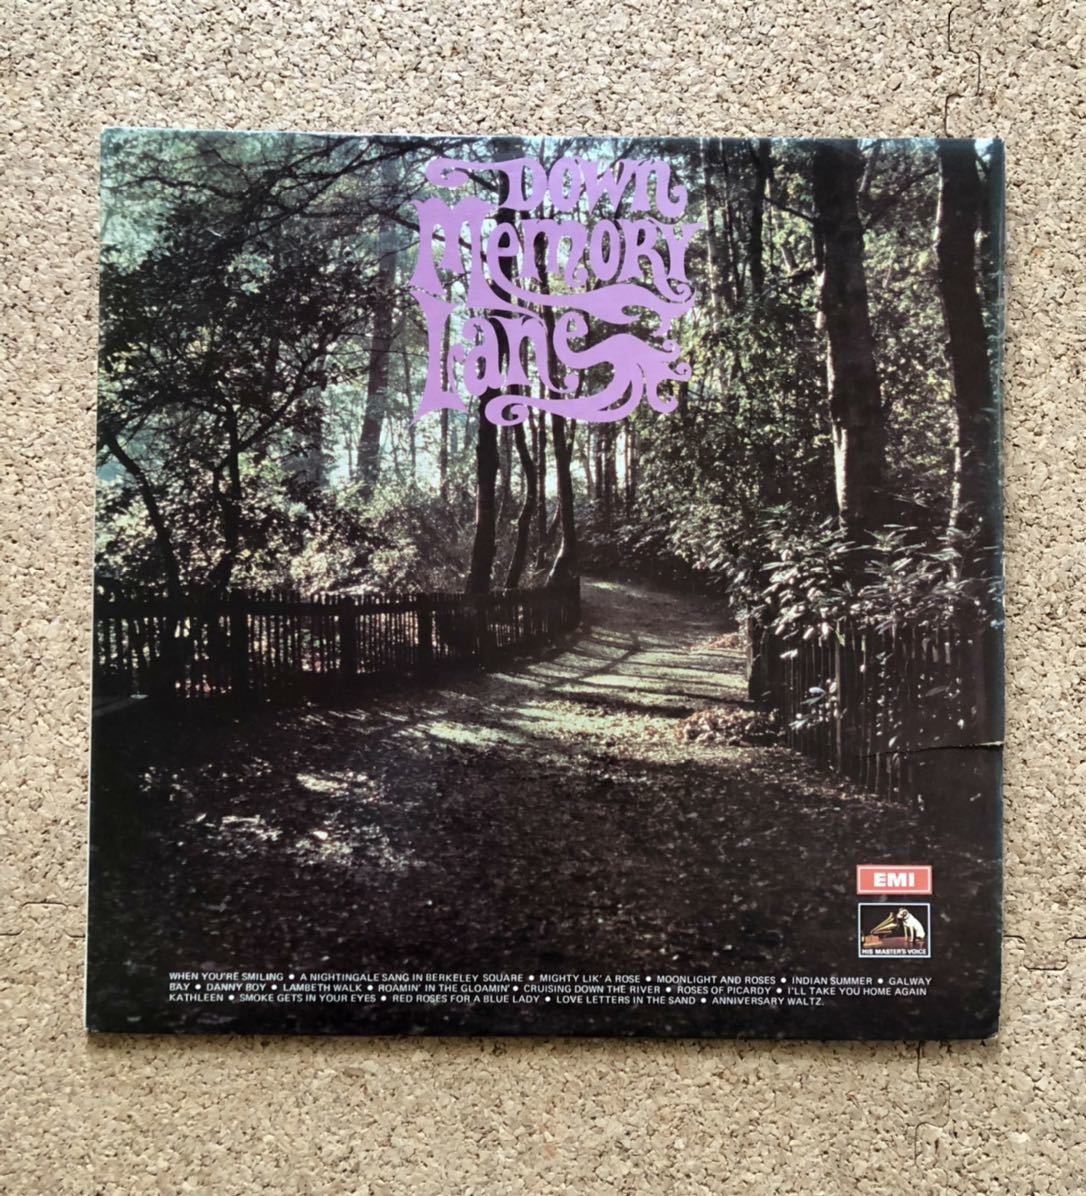 Down
Memory
Lane
EMI
HIS MASTER'S VOICE
WHEN YOU'RE SMILING • A NIGHTINGALE SANG IN BERKELEY SQUARE • MIGHTY LIK' A ROSE • MOONLIGHT AND ROSES • INDIAN SUMMER • GALWAY
BAY • DANNY BOY • LAMBETH WALK • ROAMIN' IN THE GLOAMIN' • CRUISING DOWN THE RIVER • ROSES OF PICARDY • I'LL TAKE YOU HOME AGAIN
KATHLEEN • SMOKE GETS IN YOUR EYES • RED ROSES FOR A BLUE LADY • LOVE LETTERS IN THE SAND • ANNIVERSARY WALTZ.